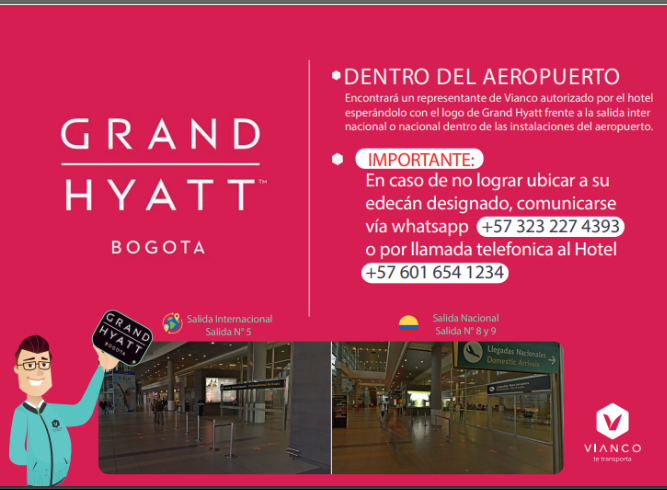 GRAND
HYATT™
BOGOTA
DENTRO DEL AEROPUERTO
Encontrará un representante de Vianco autorizado por el hotel
esperándolo con el logo de Grand Hyatt frente a la salida inter
nacional o nacional dentro de las instalaciones del aeropuerto.
IMPORTANTE:
En caso de no lograr ubicar a su
edecán designado, comunicarse
vía whatsapp +57 323 227 4393
o por llamada telefonica al Hotel
+57 601 654 1234
Salida Internacional
Salida N° 5
Salida Nacional
Salida N° 8 y 9
GRAND
HYATT
BOGOTA
Llegadas Nacionales
Domestic Arrivals
VIANCO
te transporta